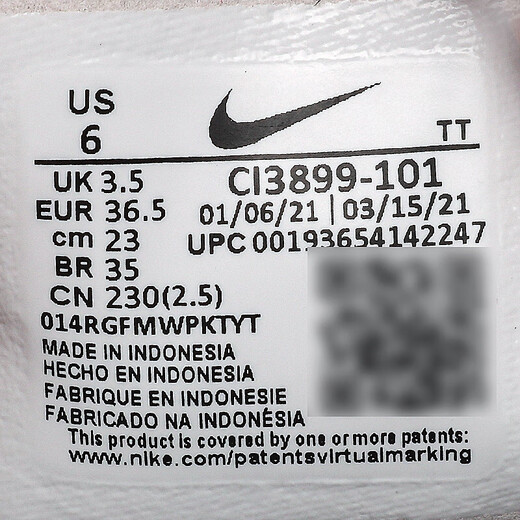 US
6
TT
UK 3.5
CI3899-101
EUR 36.5
01/06/21 | 03/15/21
cm 23
UPC 00193654142247
BR 35
CN 230(2.5)
014RGFMWPKTYT
MADE IN INDONESIA
HECHO EN INDONESIA
FABRIQUE EN INDONESIE
FABRICADO NA INDONÉSIA
This product is covered by one or more patents:
www.nike.com/patentsvirtualmarking